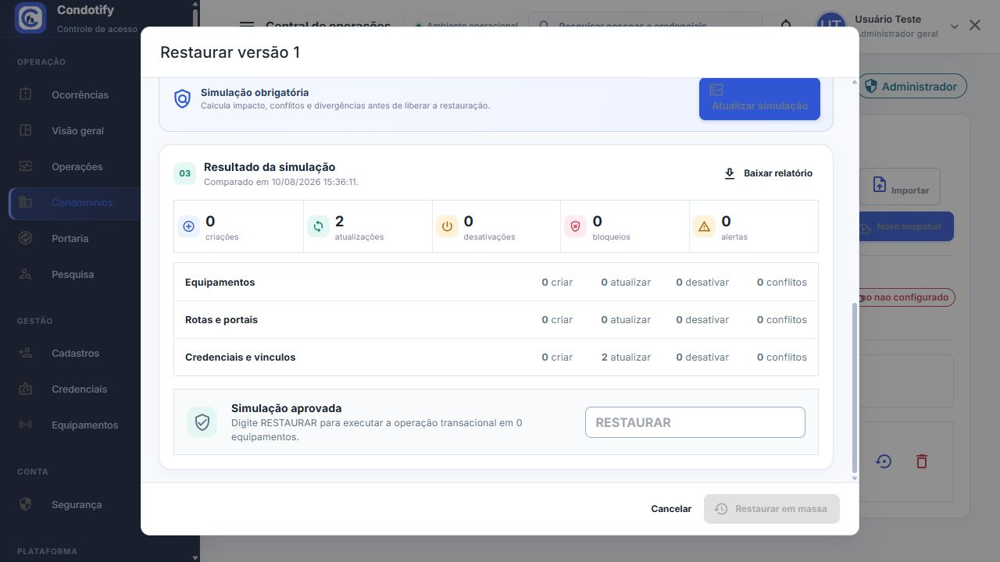 Condotify
Controle de acesso
Central de operações
Ambiente operacional
Pesquisar pessoas e credenciais
UT
Usuário Teste
Administrador geral
OPERAÇÃO
Ocorrências
Visão geral
Operações
Condomínios
Portaria
Pesquisa
GESTÃO
Cadastros
Credenciais
Equipamentos
CONTA
Segurança
PLATAFORMA
Administrador
Importar
Novo snapshot
no nao configurado
Restaurar versão 1
Simulação obrigatória
Calcula impacto, conflitos e divergências antes de liberar a restauração.
Atualizar simulação
03
Resultado da simulação
Comparado em 10/08/2026 15:36:11.
Baixar relatório
0 criações
2 atualizações
0 desativações
0 bloqueios
0 alertas
Equipamentos 0 criar 0 atualizar 0 desativar 0 conflitos
Rotas e portais 0 criar 0 atualizar 0 desativar 0 conflitos
Credenciais e vinculos 0 criar 2 atualizar 0 desativar 0 conflitos
Simulação aprovada
Digite RESTAURAR para executar a operação transacional em 0
equipamentos.
RESTAURAR
Cancelar
Restaurar em massa